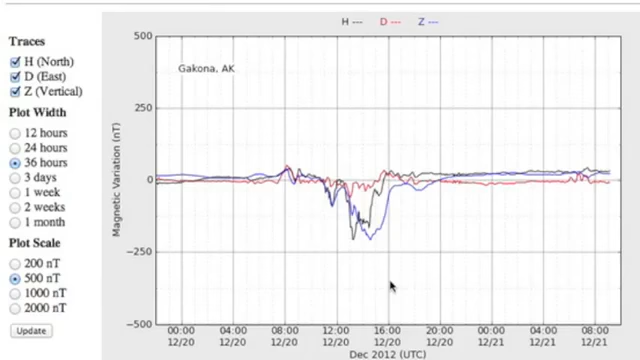 H --- D --- Z ---
Traces
H (North)
D (East)
Z (Vertical)
Plot Width
12 hours
24 hours
36 hours
3 days
1 week
2 weeks
1 month
Plot Scale
200 nT
500 nT
1000 nT
2000 nT
Update
Gakona, AK
Magnetic Variation (nT)
500
250
0
−250
−500
00:00 04:00 08:00 12:00 16:00 20:00 00:00 04:00 08:00
12/20 12/20 12/20 12/20 12/20 12/20 12/21 12/21 12/21
Dec 2012 (UTC)